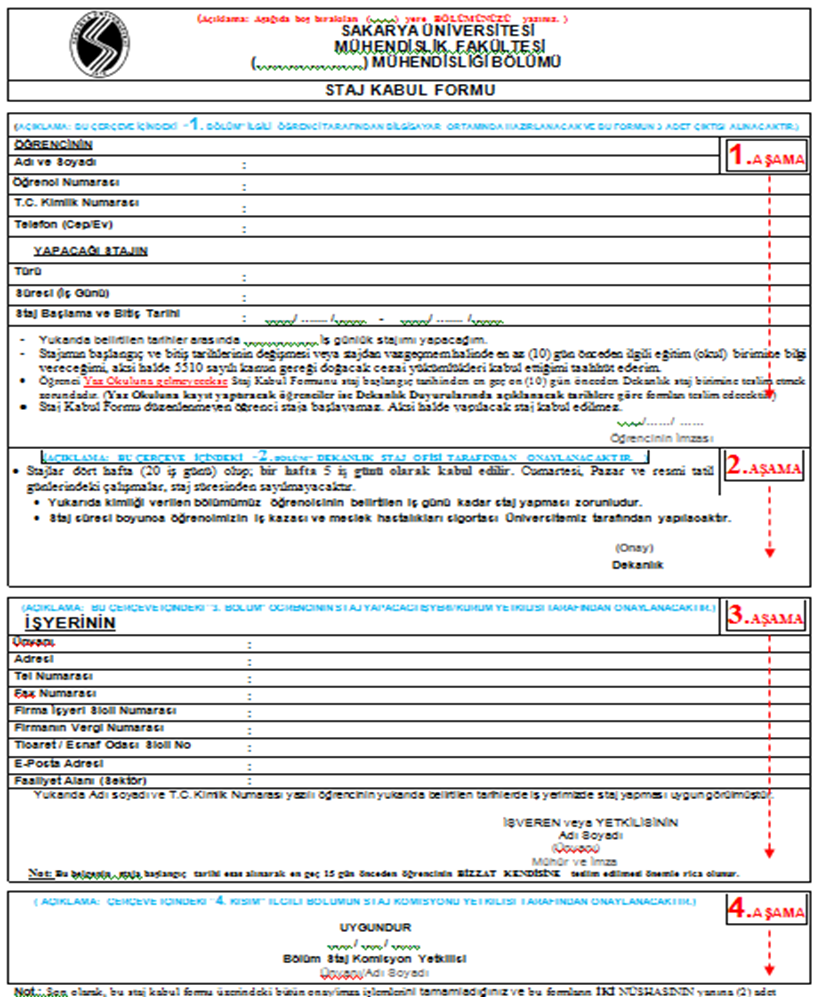 (Açıklama: Aşağıda boş bırakılan (........) yere BÖLÜMÜNÜZÜ yazınız. )
SAKARYA ÜNİVERSİTESİ
MÜHENDİSLİK FAKÜLTESİ
(......................) MÜHENDİSLİĞİ BÖLÜMÜ
STAJ KABUL FORMU
(AÇIKLAMA: BU ÇERÇEVE İÇİNDEKİ "1. BÖLÜM" İLGİLİ ÖĞRENCİ TARAFINDAN BİLGİSAYAR ORTAMINDA HAZIRLANACAK VE BU FORMUN 3 ADET ÇIKTISI ALINACAKTIR.)
ÖĞRENCİNİN
1.AŞAMA
Adı ve Soyadı :
Öğrenci Numarası :
T.C. Kimlik Numarası :
Telefon (Cep/Ev) :
YAPACAĞI STAJIN
Türü :
Süresi (İş Günü) :
Staj Başlama ve Bitiş Tarihi : ...../ ....... /...... - ...../ ....... /......
- Yukarıda belirtilen tarihler arasında .................. iş günlük stajımı yapacağım.
- Stajımın başlangıç ve bitiş tarihlerinin değişmesi veya stajdan vazgeçmem halinde en az (10) gün önceden ilgili eğitim (okul) birimine bilgi
vereceğimi, aksi halde 5510 sayılı kanun gereği doğacak cezai yükümlükleri kabul ettiğimi taahhüt ederim.
• Öğrenci Yaz Okuluna gelmeyecekse Staj Kabul Formunu staj başlangıç tarihinden en geç on (10) gün önceden Dekanlık staj birimine teslim etmek
zorundadır. (Yaz Okuluna kayıt yaptıracak öğrenciler ise Dekanlık Duyurularında açıklanacak tarihlere göre formları teslim edecektir.)
• Staj Kabul Formu düzenlenmeyen öğrenci staja başlayamaz. Aksi halde yapılacak staj kabul edilmez.
...../....../ ......
Öğrencinin İmzası
(AÇIKLAMA: BU ÇERÇEVE İÇİNDEKİ "2. BÖLÜM" DEKANLIK STAJ OFİSİ TARAFINDAN ONAYLANACAKTIR. )
2.AŞAMA
• Stajlar dört hafta (20 iş günü) olup; bir hafta 5 iş günü olarak kabul edilir. Cumartesi, Pazar ve resmi tatil
günlerindeki çalışmalar, staj süresinden sayılmayacaktır.
• Yukarıda kimliği verilen bölümümüz öğrencisinin belirtilen iş günü kadar staj yapması zorunludur.
• Staj süresi boyunca öğrencimizin iş kazası ve meslek hastalıkları sigortası Üniversitemiz tarafından yapılacaktır.
(Onay)
Dekanlık
(AÇIKLAMA: BU ÇERÇEVE İÇİNDEKİ "3. BÖLÜM" ÖĞRENCİNİN STAJ YAPACAĞI İŞYERİ/KURUM YETKİLİSİ TARAFINDAN ONAYLANACAKTIR.)
3.AŞAMA
İŞYERİNİN
Ünvanı :
Adresi :
Tel Numarası :
Fax Numarası :
Firma İşyeri Sicili Numarası :
Firmanın Vergi Numarası :
Ticaret / Esnaf Odası Sicili No :
E-Posta Adresi :
Faaliyet Alanı (Sektör) :
Yukarıda Adı soyadı ve T.C. Kimlik Numarası yazılı öğrencinin yukarıda belirtilen tarihlerde iş yerimizde staj yapması uygun görülmüştür.
İŞVEREN veya YETKİLİSİNİN
Adı Soyadı
(Ünvanı)
Mühür ve İmza
Not: Bu belgenin, staja başlangıç tarihi esas alınarak en geç 15 gün önceden öğrencinin BİZZAT KENDİSİNE teslim edilmesi önemle rica olunur.
( AÇIKLAMA: ÇERÇEVE İÇİNDEKİ "4. KISIM" İLGİLİ BÖLÜMÜN STAJ KOMİSYONU YETKİLİSİ TARAFINDAN ONAYLANACAKTIR.)
4.AŞAMA
UYGUNDUR
...../ ..... / ......
Bölüm Staj Komisyon Yetkilisi
Ünvanı/Adı Soyadı
Not.: Son olarak, bu staj kabul formu üzerindeki bütün onay/imza işlemlerini tamamladığınız ve bu formların İKİ NÜSHASININ yanına (2) adet